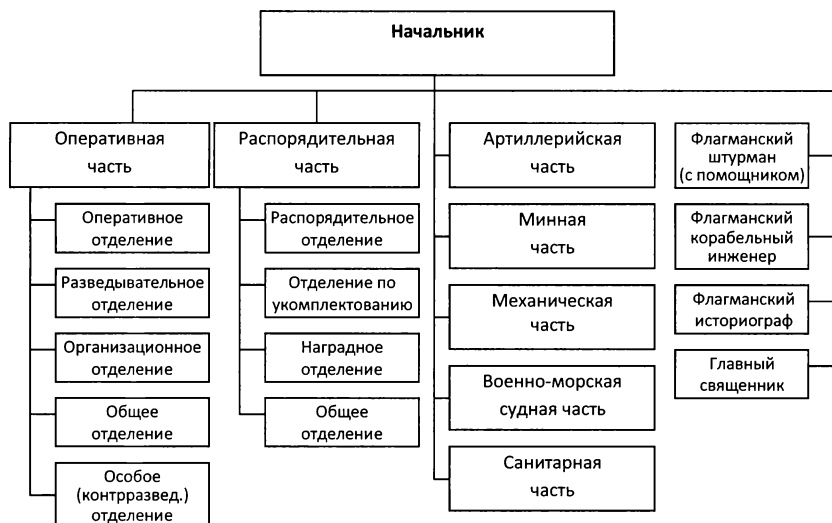 Начальник
Оперативная
часть
Оперативное
отделение
Разведывательное
отделение
Организационное
отделение
Общее
отделение
Особое
(контрразвед.)
отделение
Распорядительная
часть
Распорядительное
отделение
Отделение по
укомплектованию
Наградное
отделение
Общее
отделение
Артиллерийская
часть
Минная
часть
Механическая
часть
Военно-морская
судная часть
Санитарная
часть
Флагманский
штурман
(с помощником)
Флагманский
корабельный
инженер
Флагманский
историограф
Главный
священник